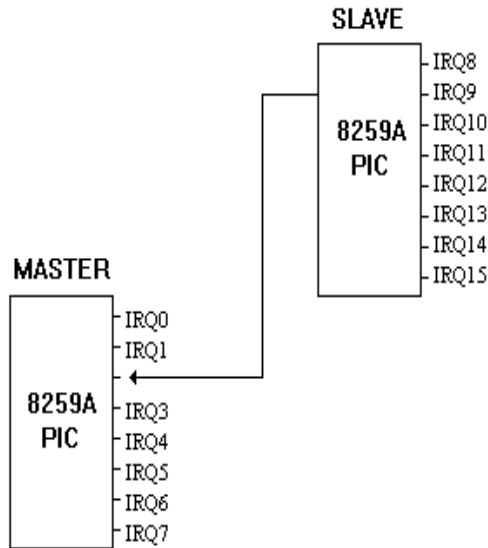 SLAVE
8259A
PIC
IRQ8
IRQ9
IRQ10
IRQ11
IRQ12
IRQ13
IRQ14
IRQ15
MASTER
8259A
PIC
IRQ0
IRQ1
IRQ3
IRQ4
IRQ5
IRQ6
IRQ7